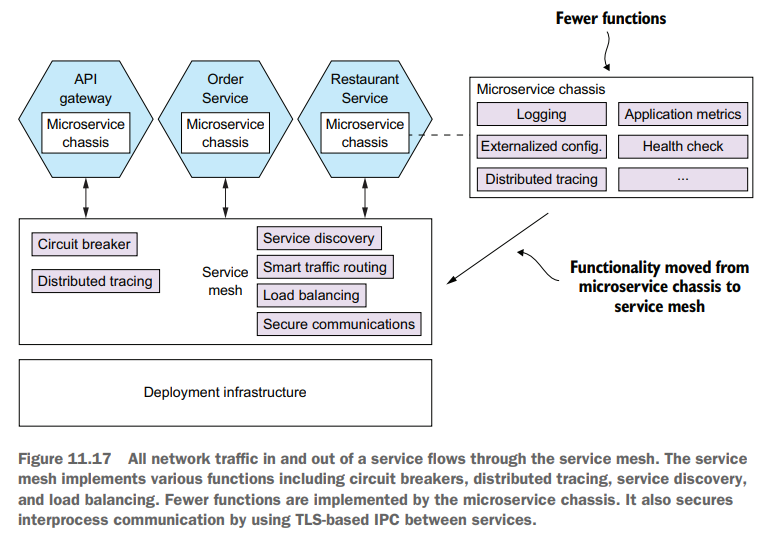 Fewer functions
API
gateway
Microservice
chassis
Order
Service
Microservice
chassis
Restaurant
Service
Microservice
chassis
Microservice chassis
Logging
Application metrics
Externalized config.
Health check
Distributed tracing
...
Circuit breaker
Distributed tracing
Service
mesh
Service discovery
Smart traffic routing
Load balancing
Secure communications
Functionality moved from
microservice chassis to
service mesh
Deployment infrastructure
Figure 11.17 All network traffic in and out of a service flows through the service mesh. The service
mesh implements various functions including circuit breakers, distributed tracing, service discovery,
and load balancing. Fewer functions are implemented by the microservice chassis. It also secures
interprocess communication by using TLS-based IPC between services.